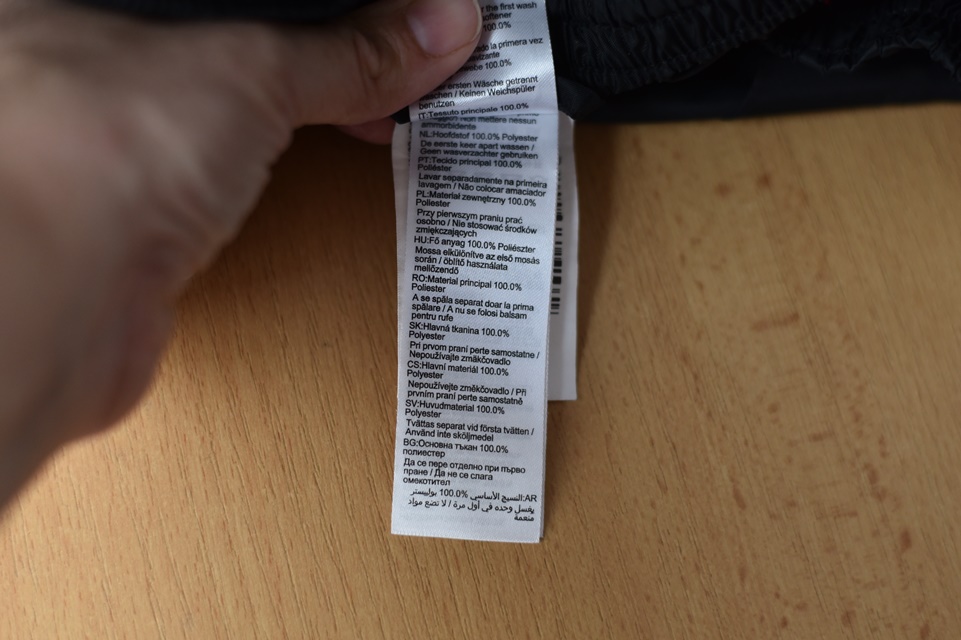 the first wash
softener
100.0%
la primera vez
100.0%
ersten Wäsche getrennt
/ Keinen Weichspüler
benutzen
IT:Tessuto principale 100.0%
non mettere nessun
ammorbidente
NL:Hoofdstof 100.0% Polyester
De eerste keer apart wassen /
Geen wasverzachter gebruiken
PT:Tecido principal 100.0%
Poliéster
Lavar separadamente na primeira
lavagem / Não colocar amaciador
PL:Materiał zewnętrzny 100.0%
Poliester
Przy pierwszym praniu prać
osobno / Nie stosować środków
zmiękczających
HU:Fő anyag 100.0% Poliészter
Mossa elkülönítve az első mosás
során / öblítő használata
mellőzendő
RO:Material principal 100.0%
Poliester
A se spăla separat doar la prima
spălare / A nu se folosi balsam
pentru rufe
SK:Hlavná tkanina 100.0%
Polyester
Pri prvom praní perte samostatne /
Nepoužívajte zmäkčovadlo
CS:Hlavní materiál 100.0%
Polyester
Nepoužívejte změkčovadlo / Při
prvním praní perte samostatně
SV:Huvudmaterial 100.0%
Polyester
Tvättas separat vid första tvätten /
Använd inte sköljmedel
BG:Основна тъкан 100.0%
полиестер
Да се пере отделно при първо
пране / Да не се слага
омекотител
AR:النسيج الأساسي 100.0% بوليستر
يغسل وحده في أول مرة / لا تضع مواد
منعمة